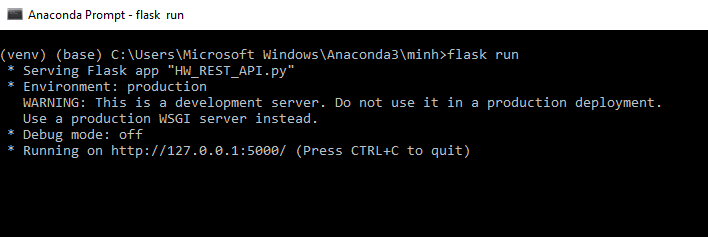 Anaconda Prompt - flask run
(venv) (base) C:\Users\Microsoft Windows\Anaconda3\minh>flask run
* Serving Flask app "HW_REST_API.py"
* Environment: production
WARNING: This is a development server. Do not use it in a production deployment.
Use a production WSGI server instead.
* Debug mode: off
* Running on http://127.0.0.1:5000/ (Press CTRL+C to quit)